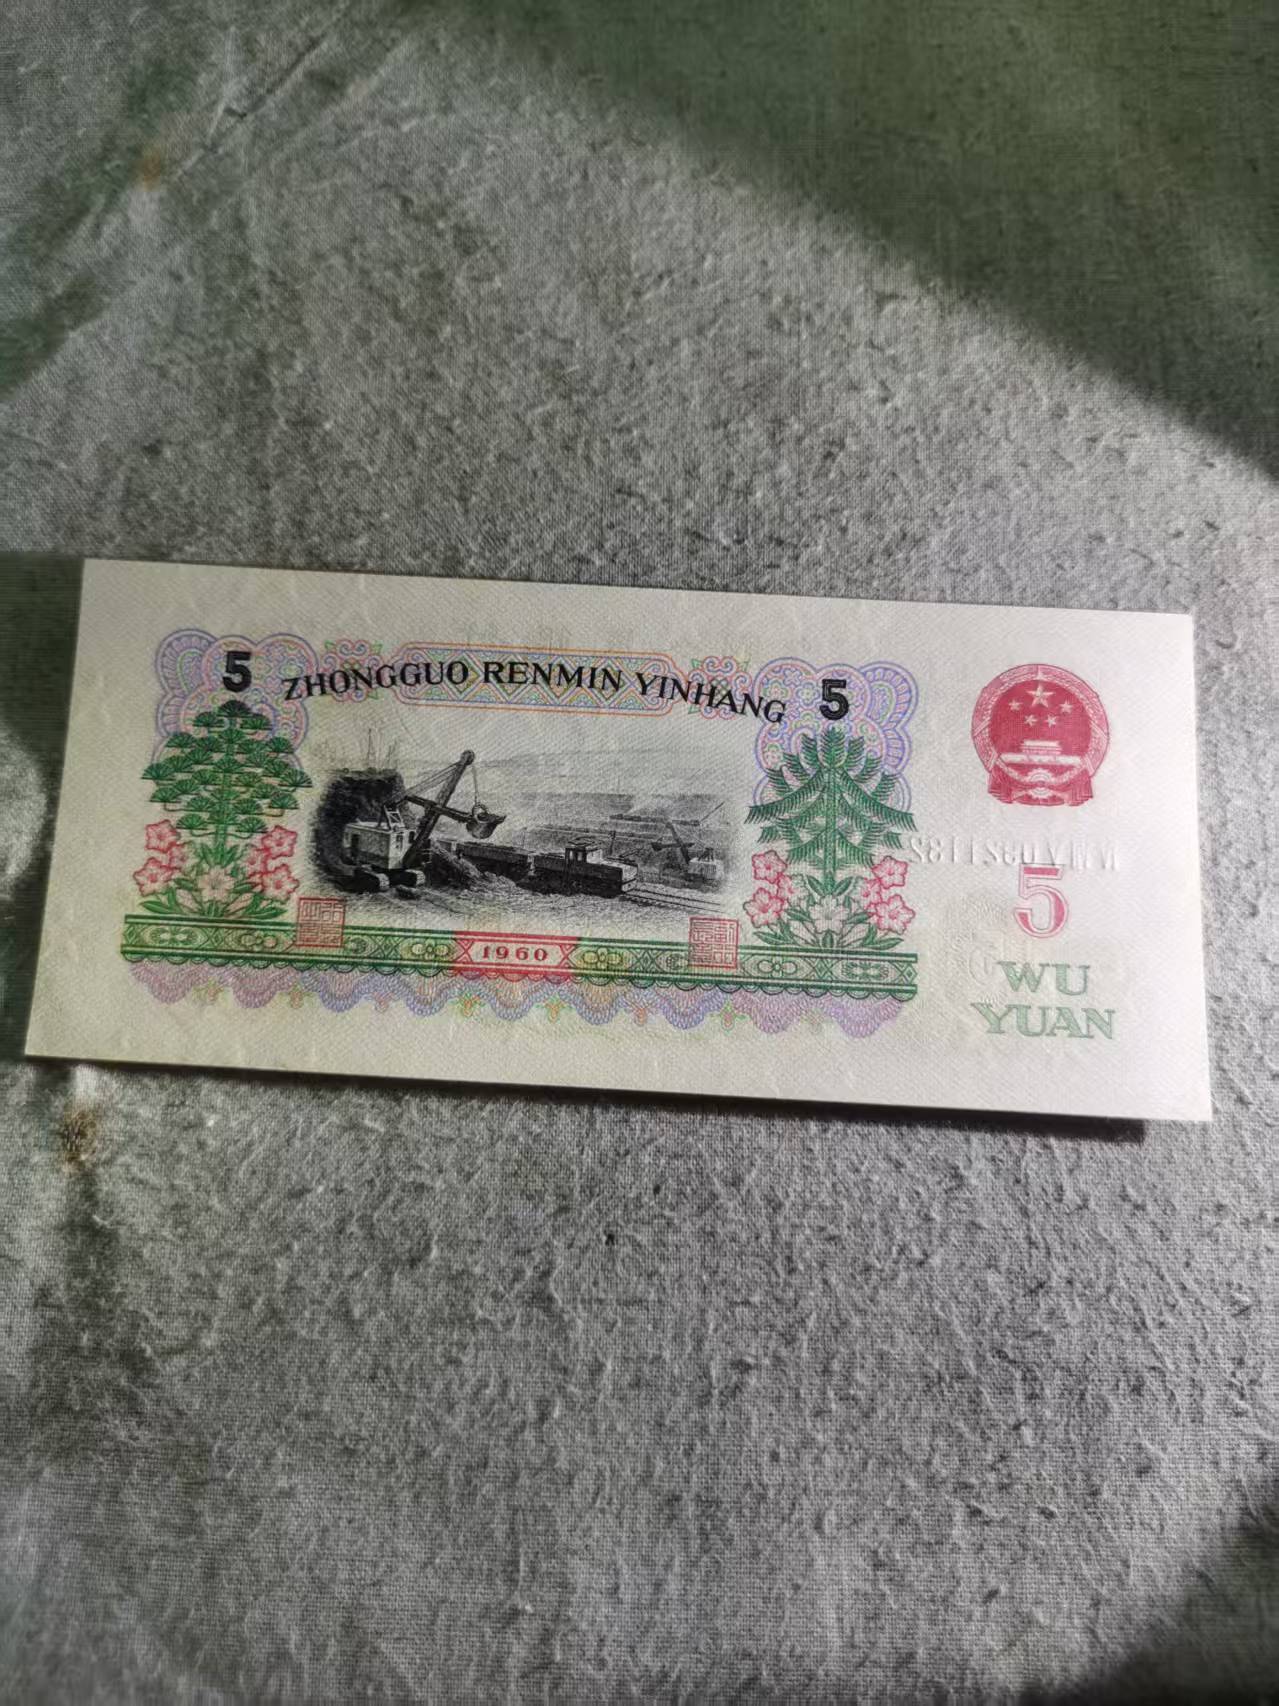 5 ZHONGGUO RENMIN YINHANG 5
1960
5
WU
YUAN